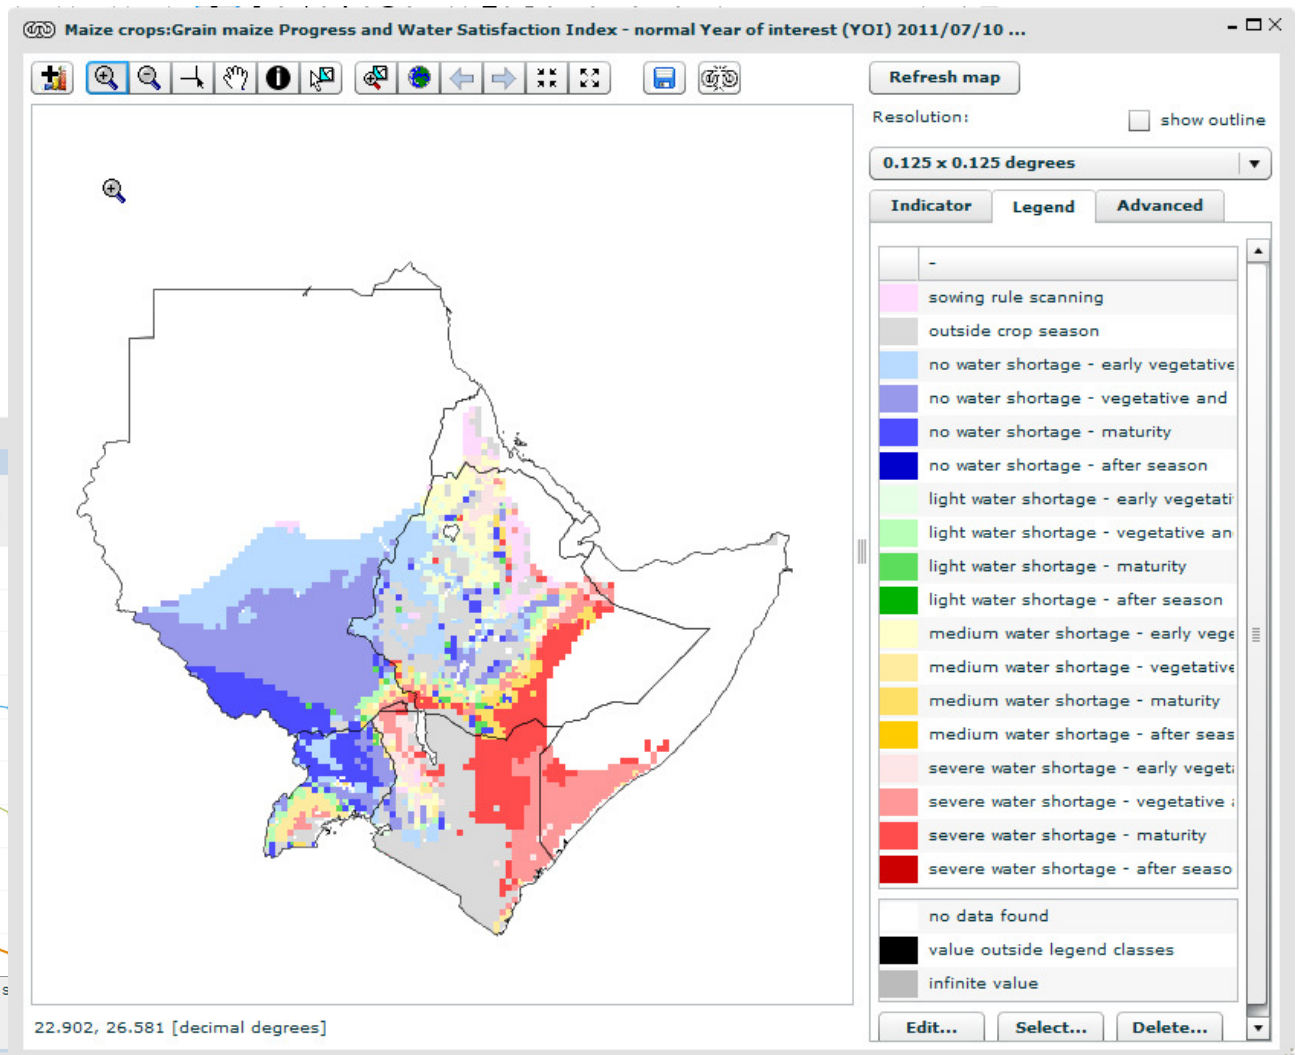 Maize crops:Grain maize Progress and Water Satisfaction Index - normal Year of interest (YOI) 2011/07/10 ...
Refresh map
Resolution:
show outline
0.125 x 0.125 degrees
Indicator
Legend
Advanced
-
sowing rule scanning
outside crop season
no water shortage - early vegetative
no water shortage - vegetative and
no water shortage - maturity
no water shortage - after season
light water shortage - early vegetati
light water shortage - vegetative an
light water shortage - maturity
light water shortage - after season
medium water shortage - early vege
medium water shortage - vegetative
medium water shortage - maturity
medium water shortage - after seas
severe water shortage - early veget
severe water shortage - vegetative
severe water shortage - maturity
severe water shortage - after seaso
no data found
value outside legend classes
infinite value
22.902, 26.581 [decimal degrees]
Edit...
Select...
Delete...